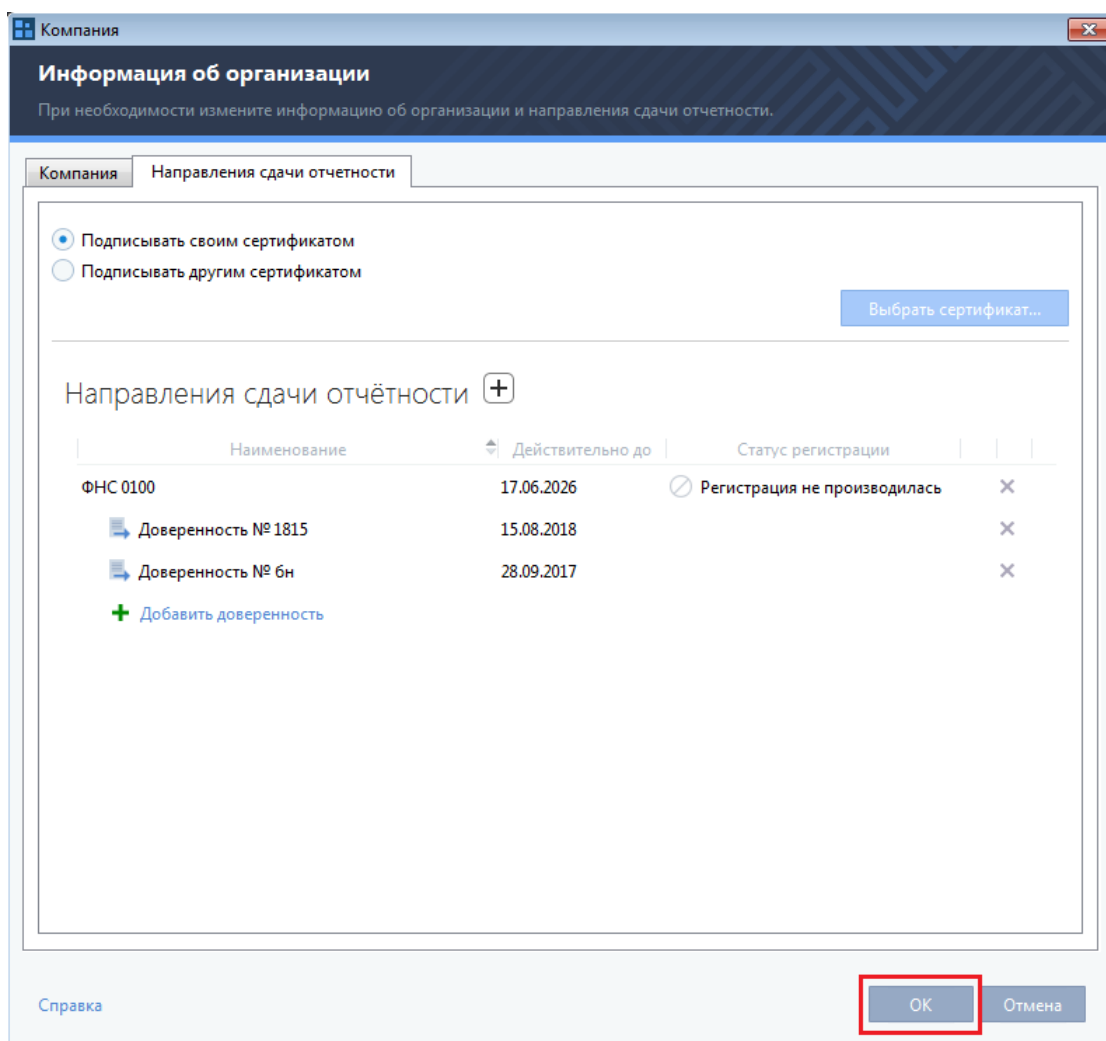 Компания
Информация об организации
При необходимости измените информацию об организации и направления сдачи отчетности.
Компания Направления сдачи отчетности
Подписывать своим сертификатом
Подписывать другим сертификатом
Выбрать сертификат...
Направления сдачи отчётности
Наименование Действительно до Статус регистрации
ФНС 0100 17.06.2026 Регистрация не производилась
Доверенность № 1815 15.08.2018
Доверенность № бн 28.09.2017
Добавить доверенность
Справка ОК Отмена